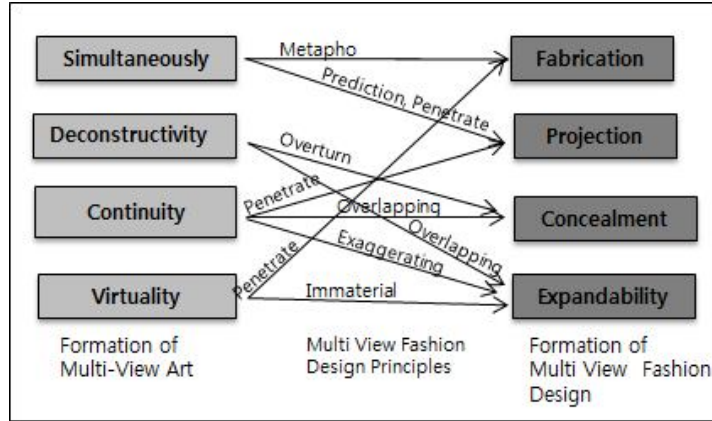 Simultaneously
Metapho
Fabrication
Prediction, Penetrate
Deconstructivity
Overturn
Projection
Continuity
Penetrate
Overlapping
Concealment
Exaggerating
Overlapping
Virtuality
Penetrate
Immaterial
Expandability
Formation of
Multi-View Art
Multi View Fashion
Design Principles
Formation of
Multi View Fashion
Design